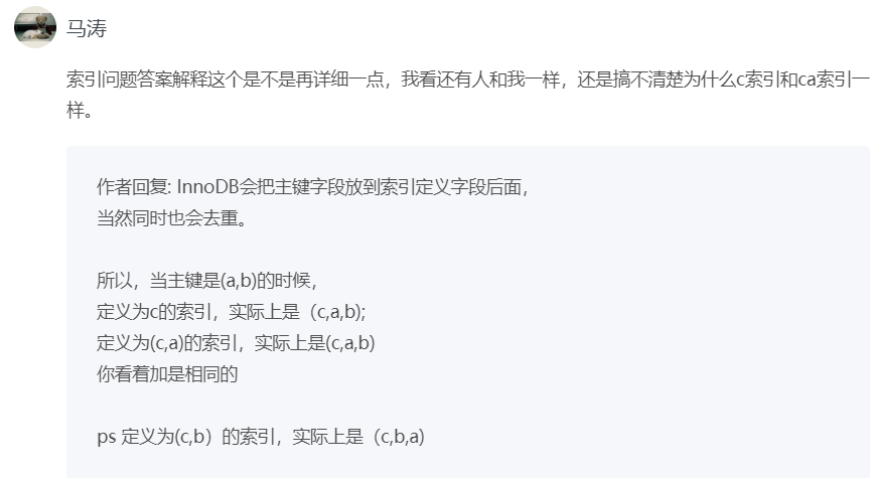 马涛
索引问题答案解释这个是不是再详细一点，我看还有人和我一样，还是搞不清楚为什么c索引和ca索引一
样。
作者回复: InnoDB会把主键字段放到索引定义字段后面，
当然同时也会去重。
所以，当主键是(a,b)的时候，
定义为c的索引，实际上是（c,a,b);
定义为(c,a)的索引，实际上是(c,a,b)
你看着加是相同的
ps 定义为(c,b）的索引，实际上是（c,b,a)